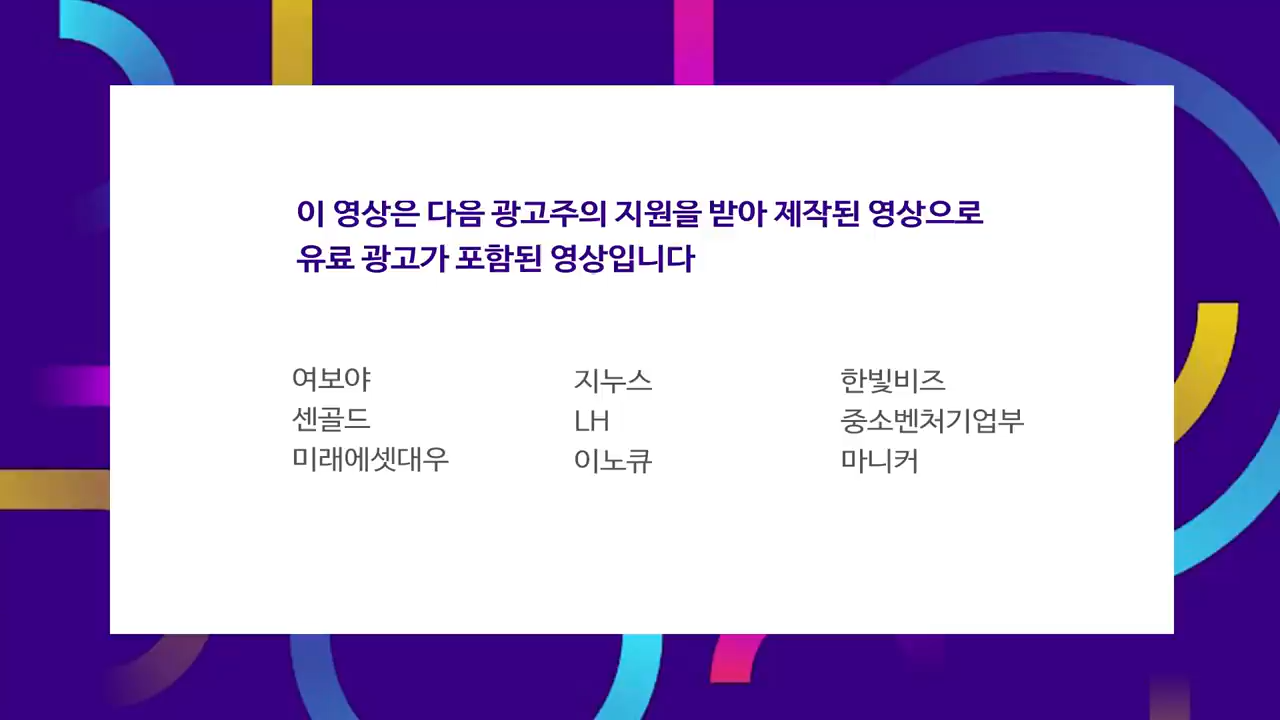 이 영상은 다음 광고주의 지원을 받아 제작된 영상으로
유료 광고가 포함된 영상입니다
여보야
센골드
미래에셋대우
지누스
LH
이노큐
한빛비즈
중소벤처기업부
마니커